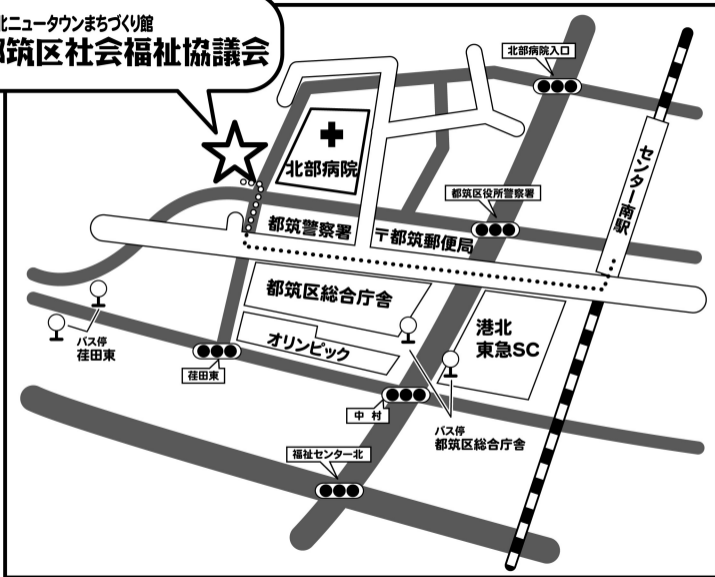 北ニュータウンまちづくり館
筑区社会福祉協議会
北部病院入口
北部病院
センター南駅
都筑区役所警察署
都筑警察署
〒都筑郵便局
都筑区総合庁舎
オリンピック
港北
東急SC
バス停
荏田東
荏田東
中村
バス停
都筑区総合庁舎
福祉センター北